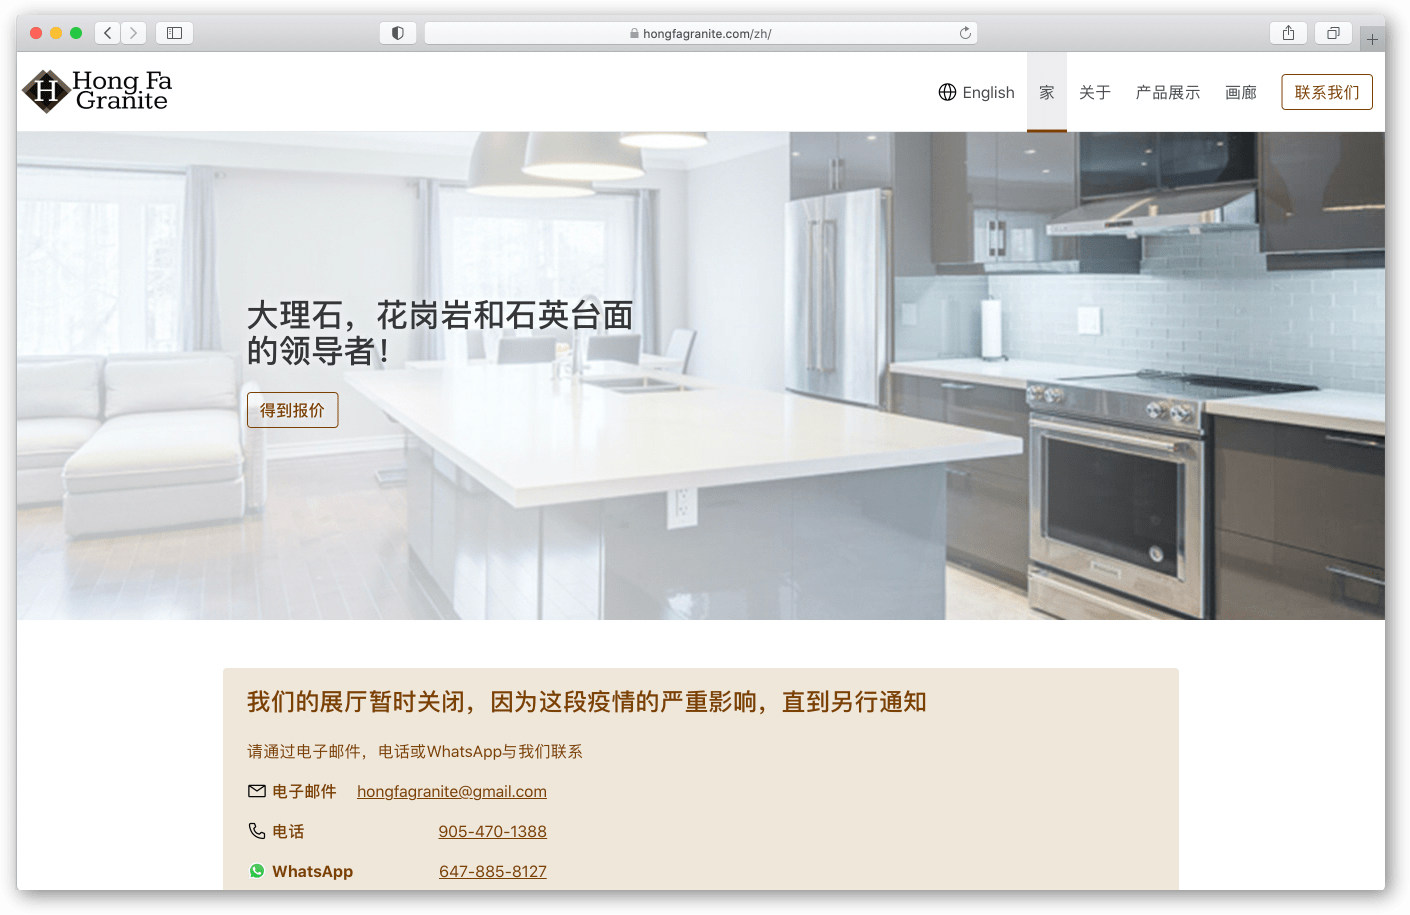 hongfagranite.com/zh/
H
Hong Fa
Granite
English
家
关于
产品展示
画廊
联系我们
大理石，花岗岩和石英台面
的领导者！
得到报价
我们的展厅暂时关闭，因为这段疫情的严重影响，直到另行通知
请通过电子邮件，电话或WhatsApp与我们联系
电子邮件 hongfagranite@gmail.com
电话 905-470-1388
WhatsApp 647-885-8127